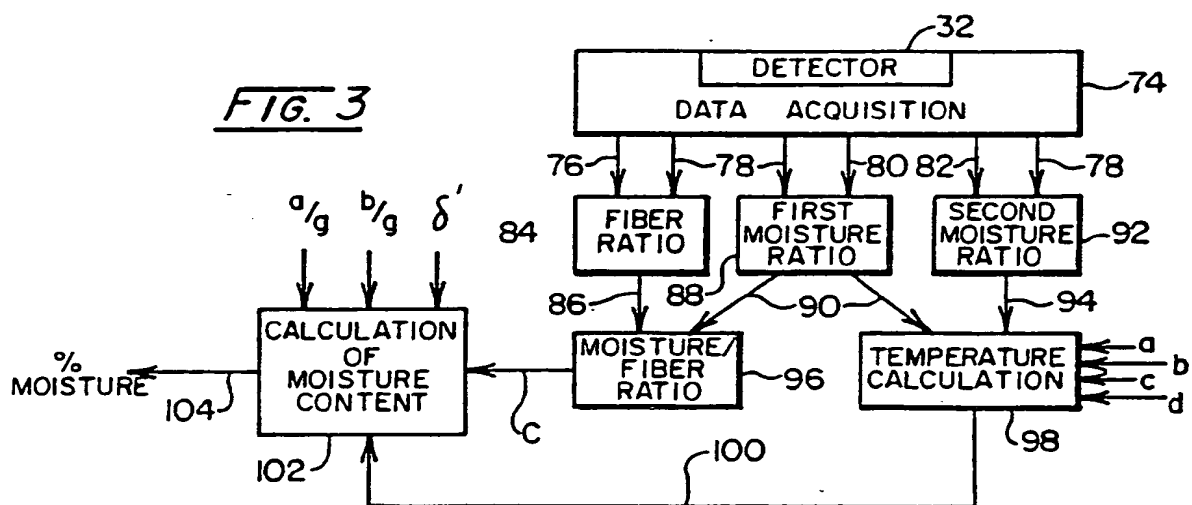 32
DETECTOR
74
FIG. 3
DATA ACQUISITION
76
78
80
82
78
a/g
b/g
δ'
84
FIBER
RATIO
FIRST
MOISTURE
RATIO
SECOND
MOISTURE
RATIO
92
86
88
90
94
CALCULATION
OF
MOISTURE
CONTENT
MOISTURE/
FIBER
RATIO
TEMPERATURE
CALCULATION
a
b
c
d
%
MOISTURE
104
C
96
98
102
100